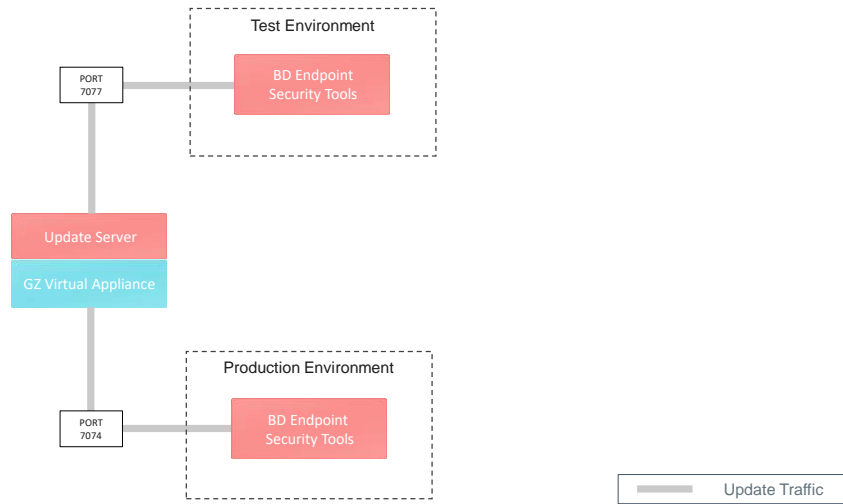 Test Environment
PORT
7077
BD Endpoint
Security Tools
Update Server
GZ Virtual Appliance
Production Environment
PORT
7074
BD Endpoint
Security Tools
Update Traffic